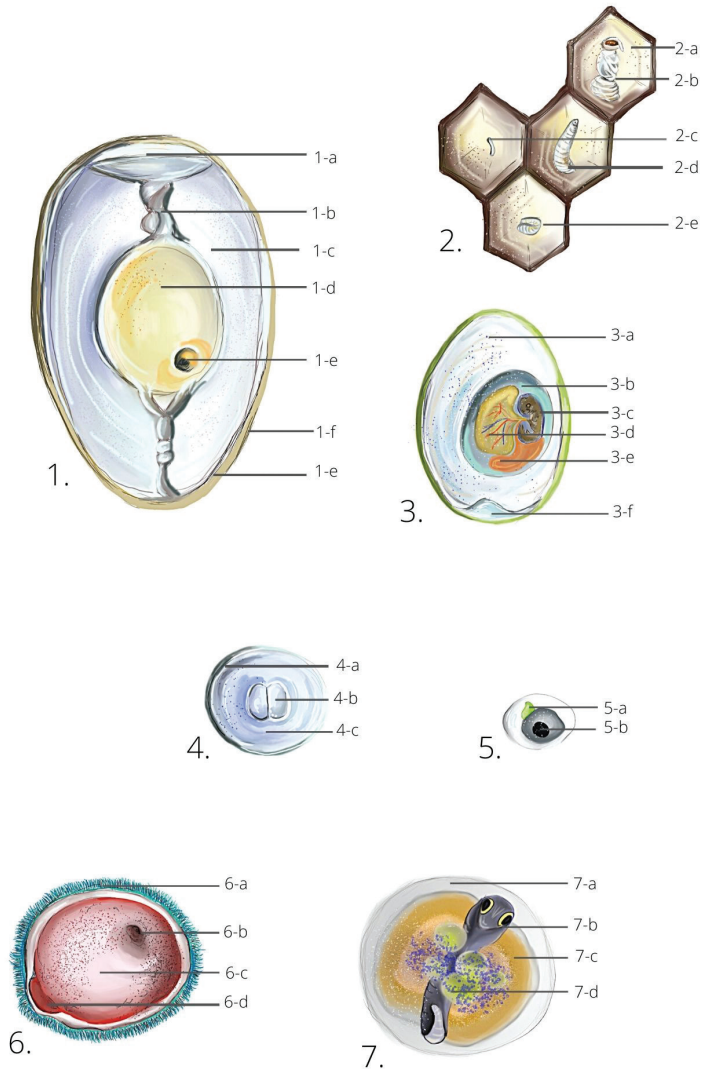 1-a
1-b
1-c
1-d
1-e
1-f
1-e
1.
2-a
2-b
2-c
2-d
2-e
2.
3-a
3-b
3-c
3-d
3-e
3-f
3.
4-a
4-b
4-c
4.
5-a
5-b
5.
6-a
6-b
6-c
6-d
6.
7-a
7-b
7-c
7-d
7.